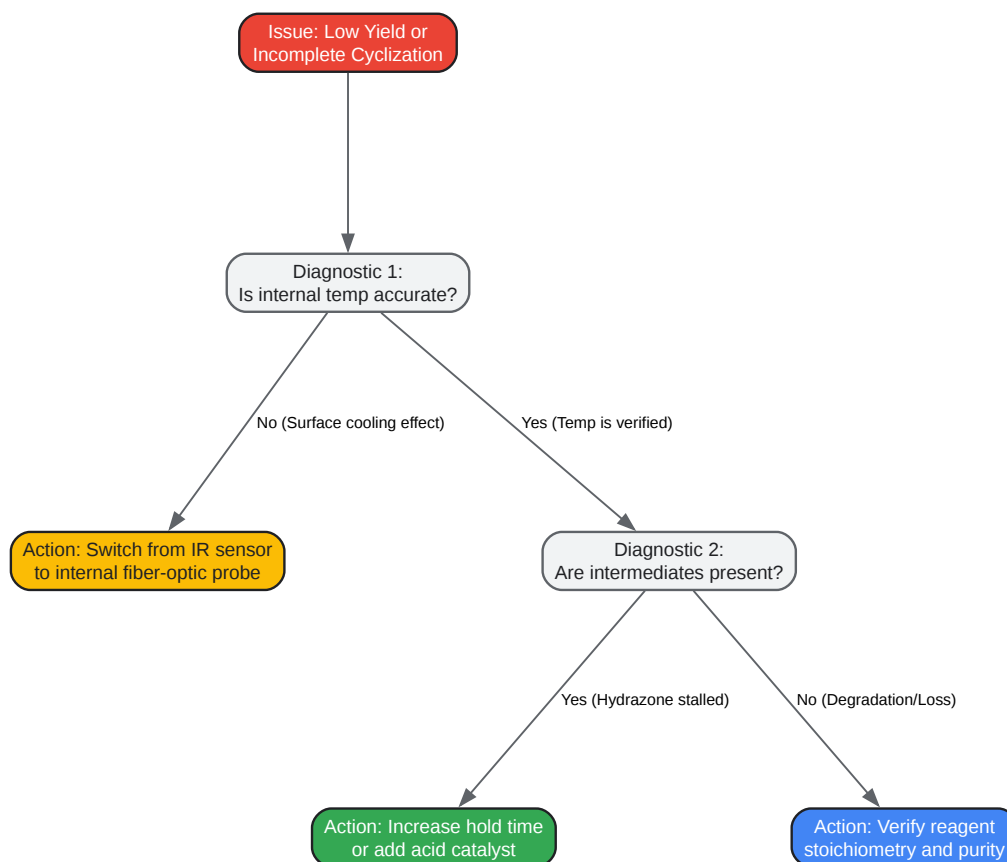 Issue: Low Yield or
Incomplete Cyclization
Diagnostic 1:
Is internal temp accurate?
No (Surface cooling effect)
Yes (Temp is verified)
Action: Switch from IR sensor
to internal fiber-optic probe
Diagnostic 2:
Are intermediates present?
Yes (Hydrazone stalled)
No (Degradation/Loss)
Action: Increase hold time
or add acid catalyst
Action: Verify reagent
stoichiometry and purity